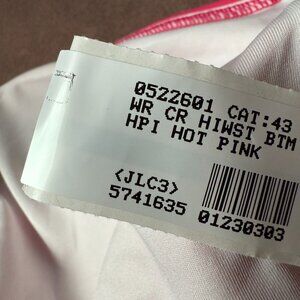 0522601 CAT:43
WR CR HIWST BTM
HPI HOT PINK
<JLC3>
5741635 01230303